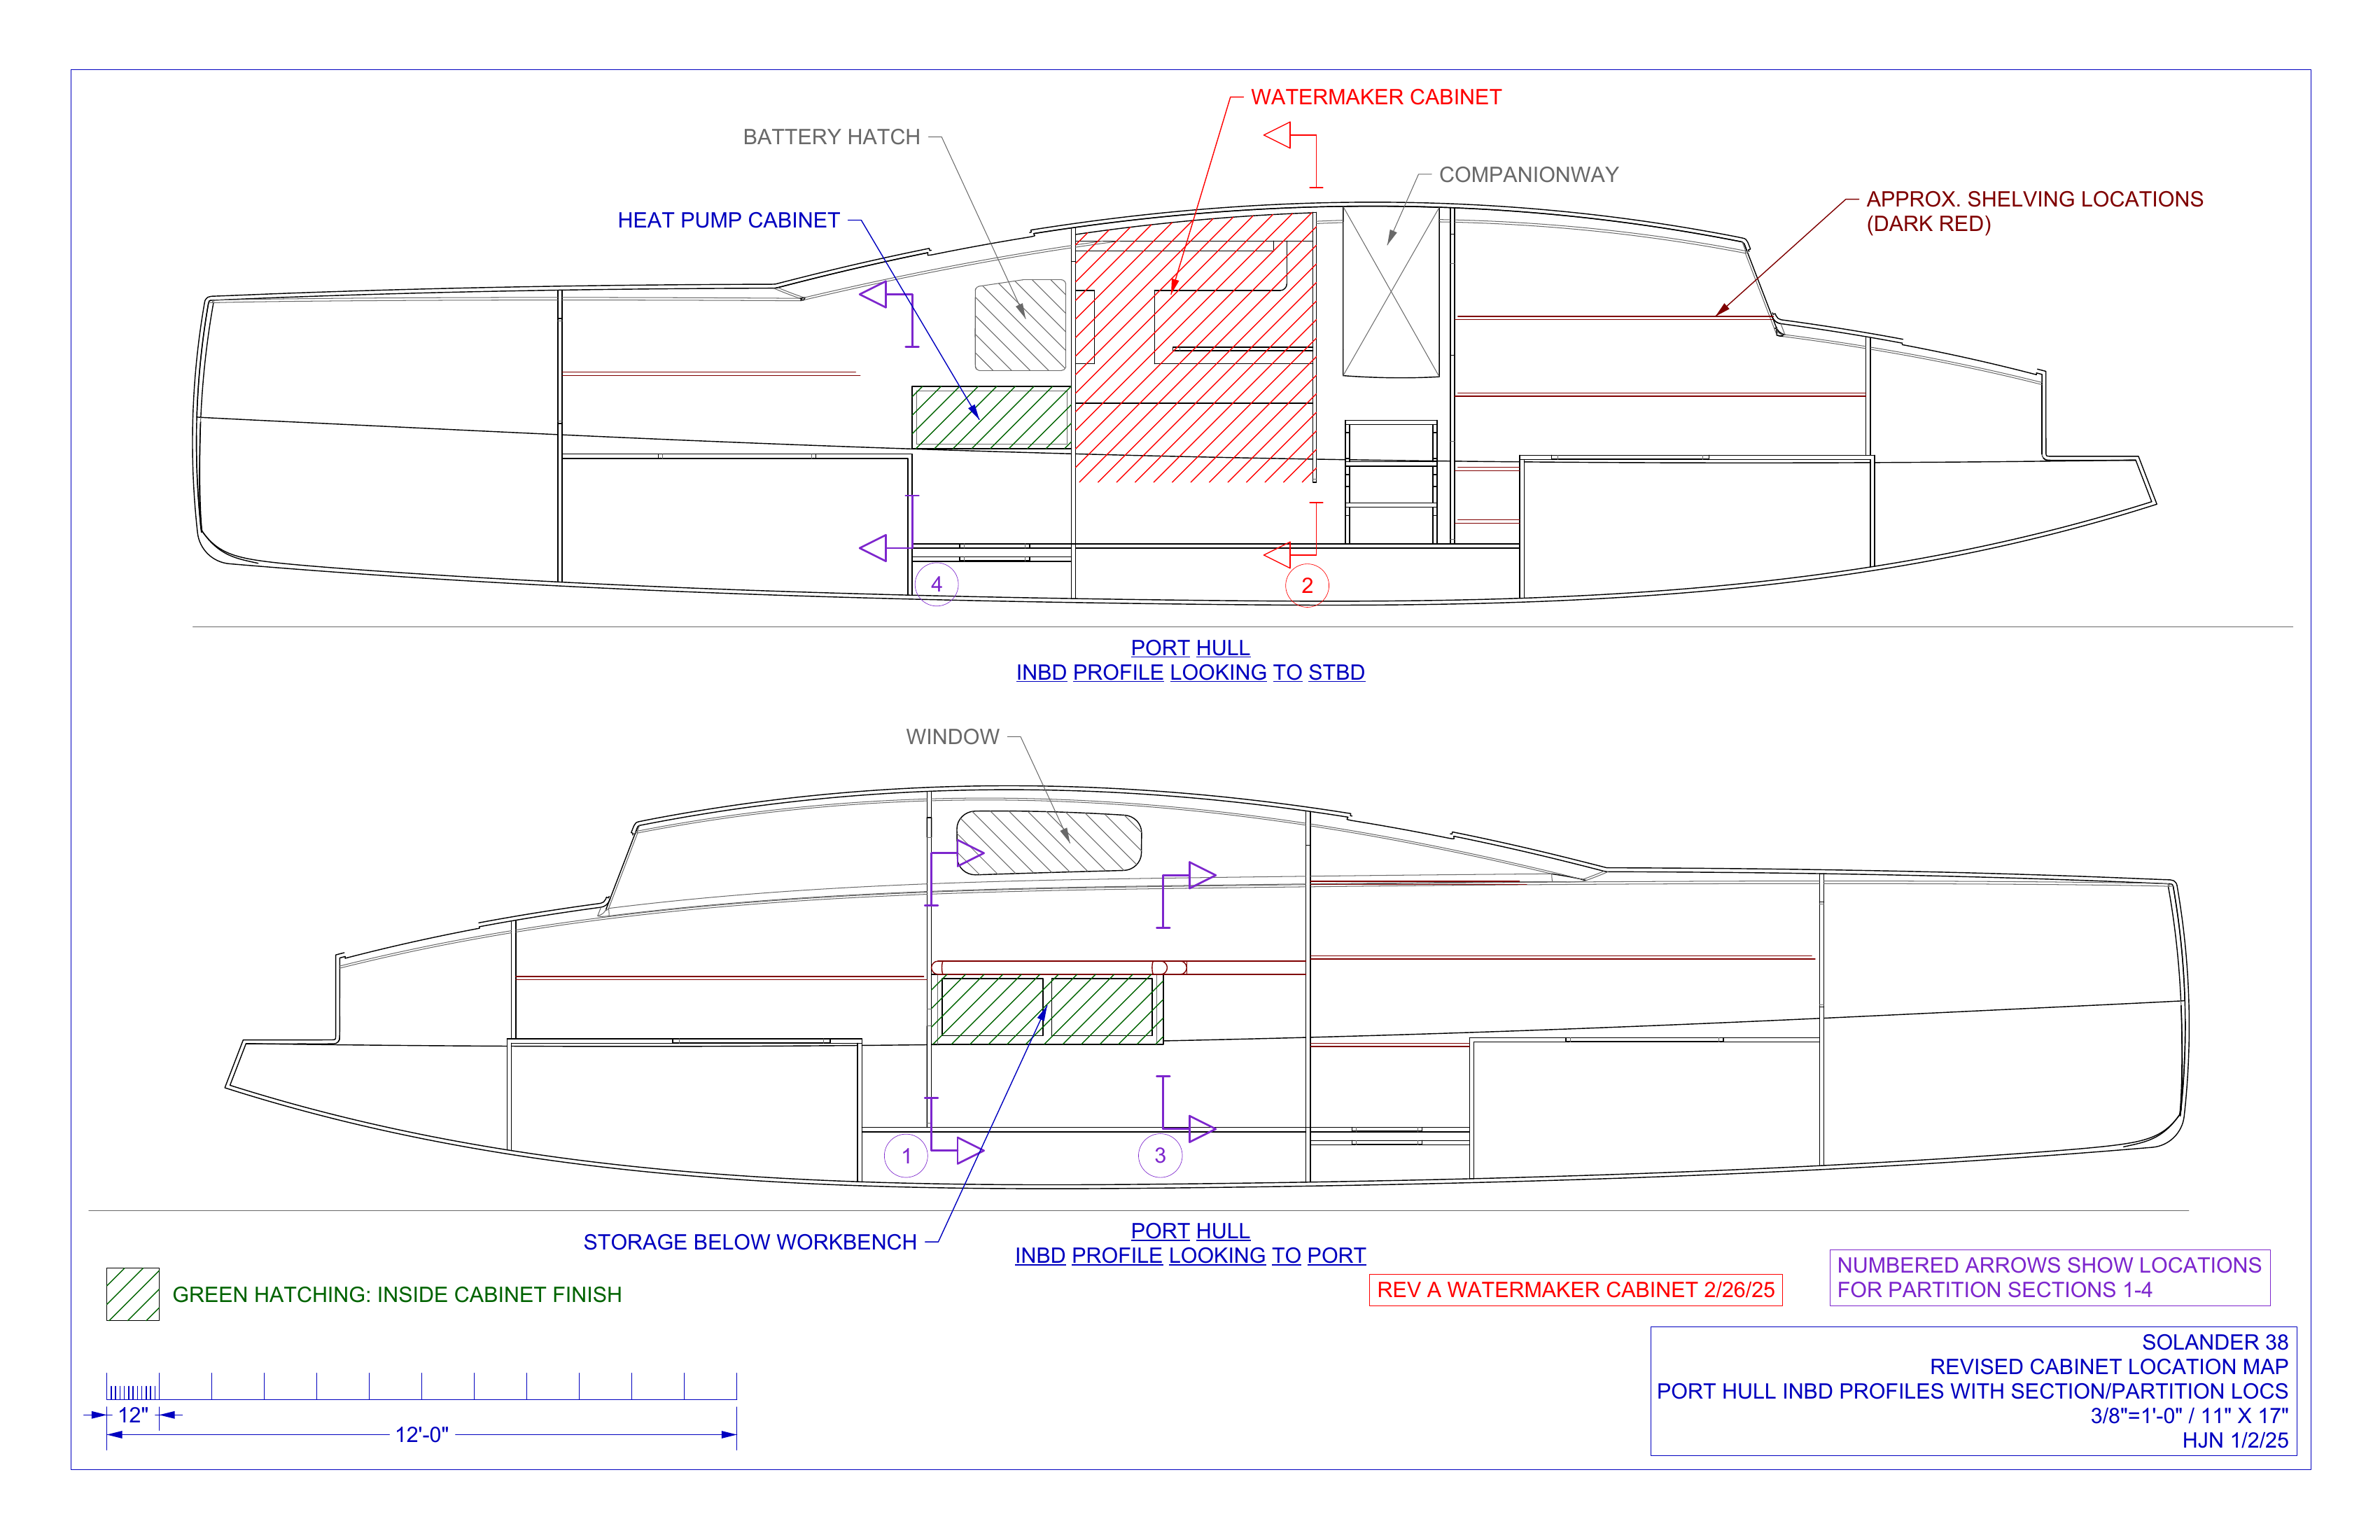 WATERMAKER CABINET
BATTERY HATCH
COMPANIONWAY
HEAT PUMP CABINET
APPROX. SHELVING LOCATIONS
(DARK RED)
4
2
PORT HULL
INBD PROFILE LOOKING TO STBD
WINDOW
1
3
STORAGE BELOW WORKBENCH
PORT HULL
INBD PROFILE LOOKING TO PORT
GREEN HATCHING: INSIDE CABINET FINISH
REV A WATERMAKER CABINET 2/26/25
NUMBERED ARROWS SHOW LOCATIONS
FOR PARTITION SECTIONS 1-4
SOLANDER 38
REVISED CABINET LOCATION MAP
PORT HULL INBD PROFILES WITH SECTION/PARTITION LOCS
3/8"=1'-0" / 11" X 17"
HJN 1/2/25
12"
12'-0"